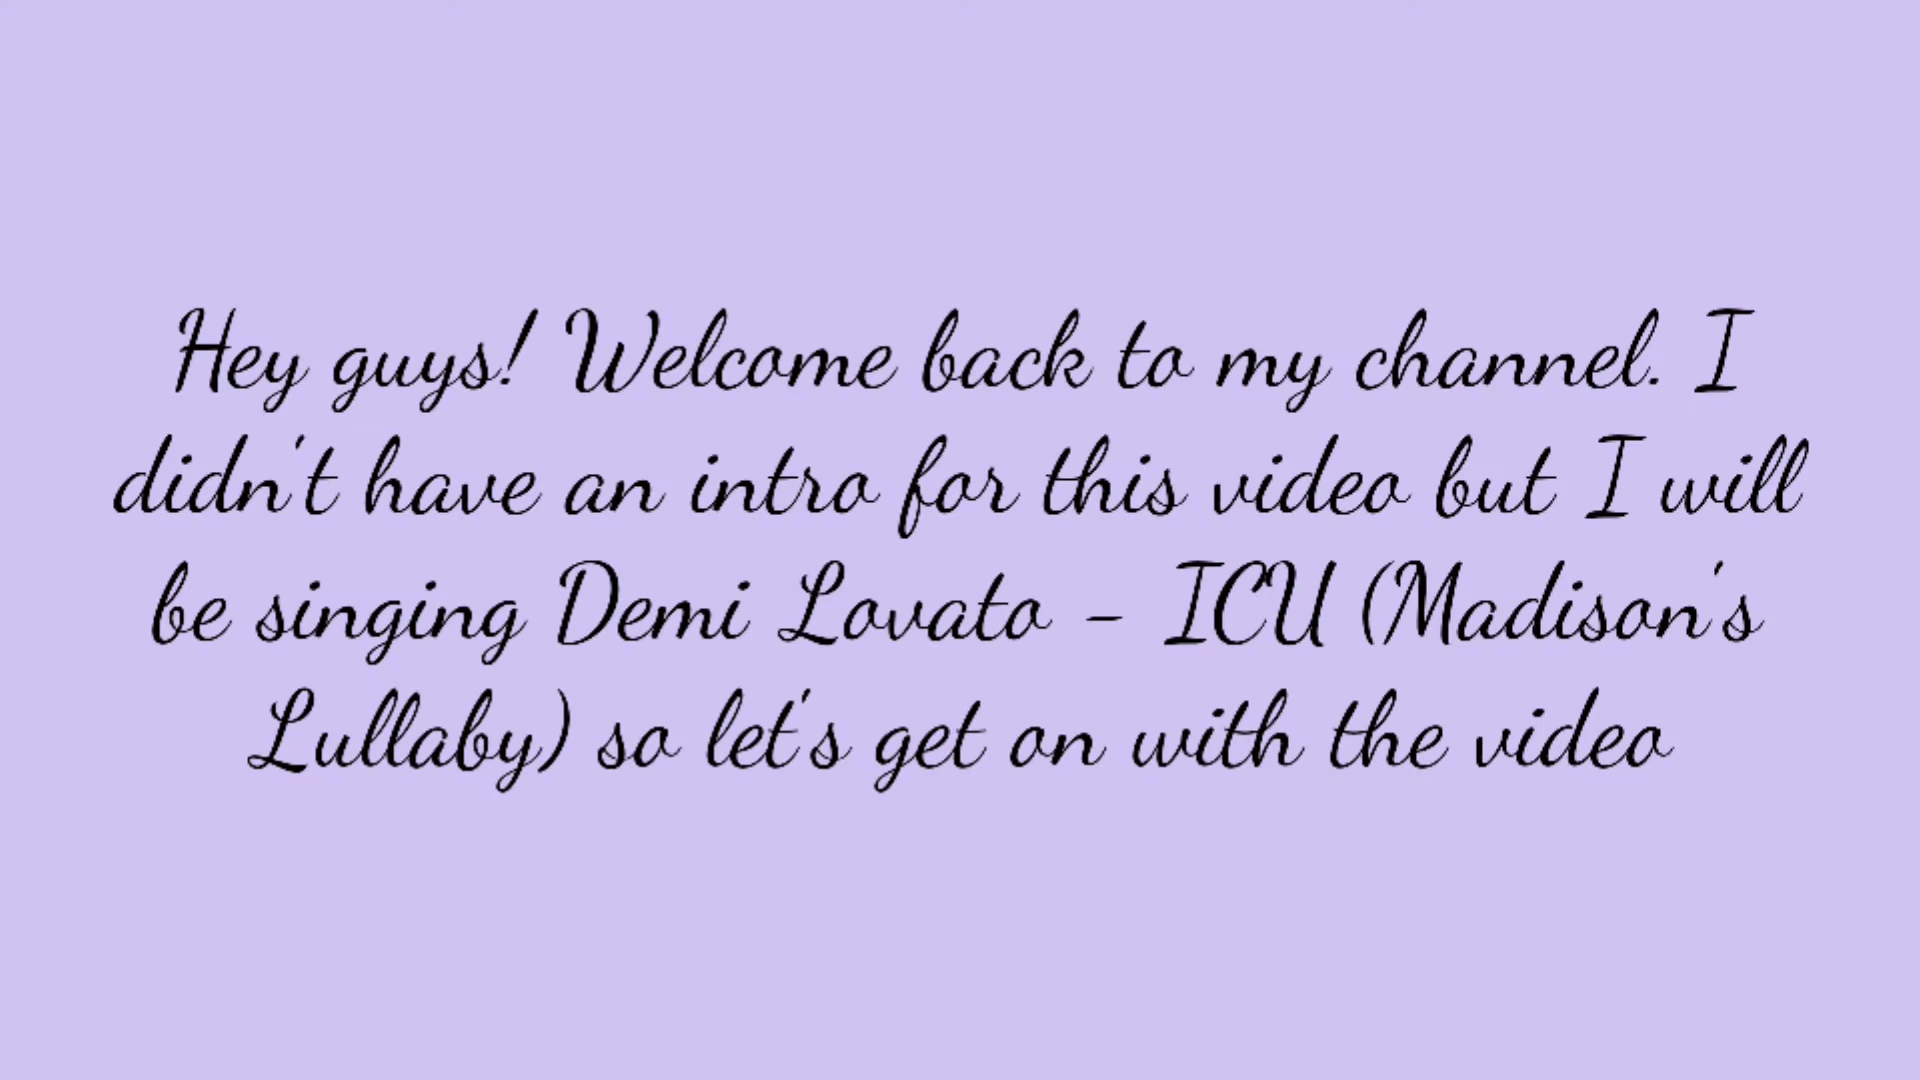 Hey guys! Welcome back to my channel. I
didn't have an intro for this video but I will
be singing Demi Lovato - ICU (Madison's
Lullaby) so let's get on with the video